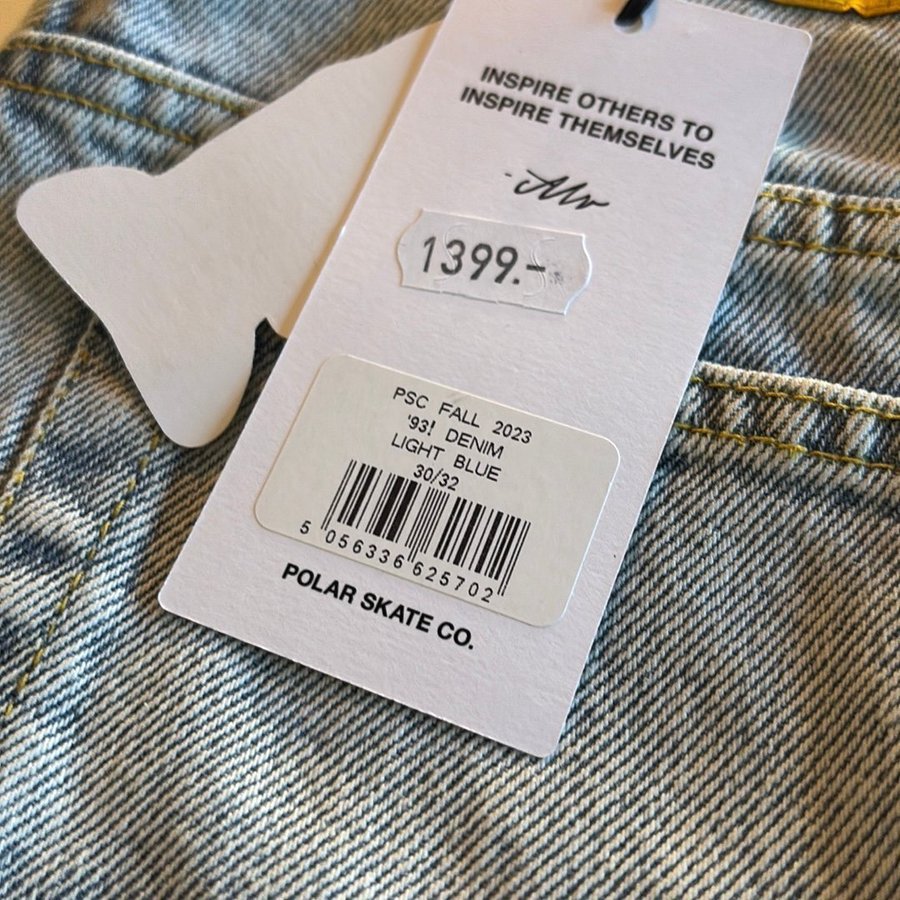 INSPIRE OTHERS TO
INSPIRE THEMSELVES
1399.-
PSC FALL 2023
'93! DENIM
LIGHT BLUE
30/32
5 056336 625702
POLAR SKATE CO.